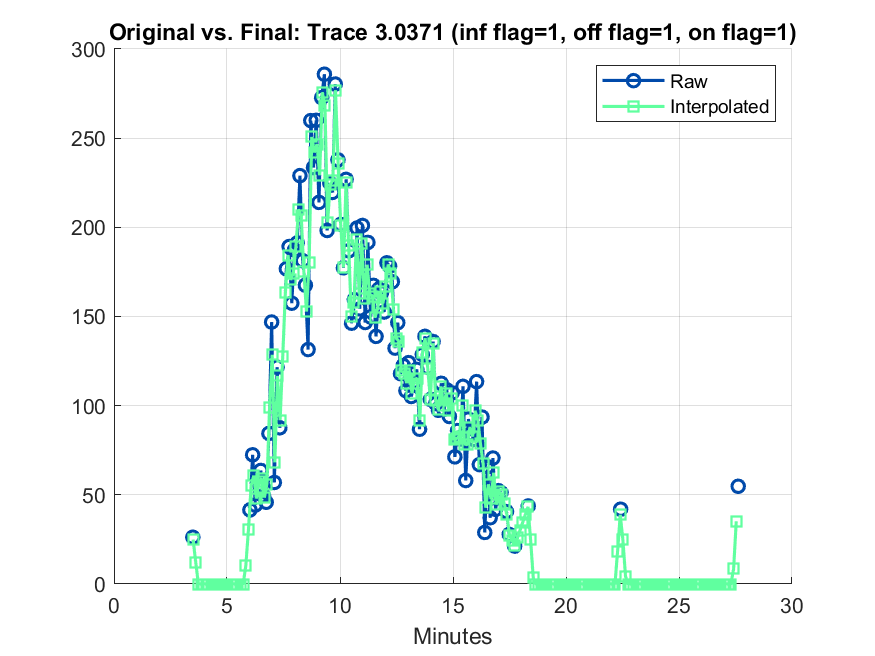 Original vs. Final: Trace 3.0371 (inf flag=1, off flag=1, on flag=1)
300
250
200
150
100
50
0
Raw
Interpolated
0 5 10 15 20 25 30
Minutes